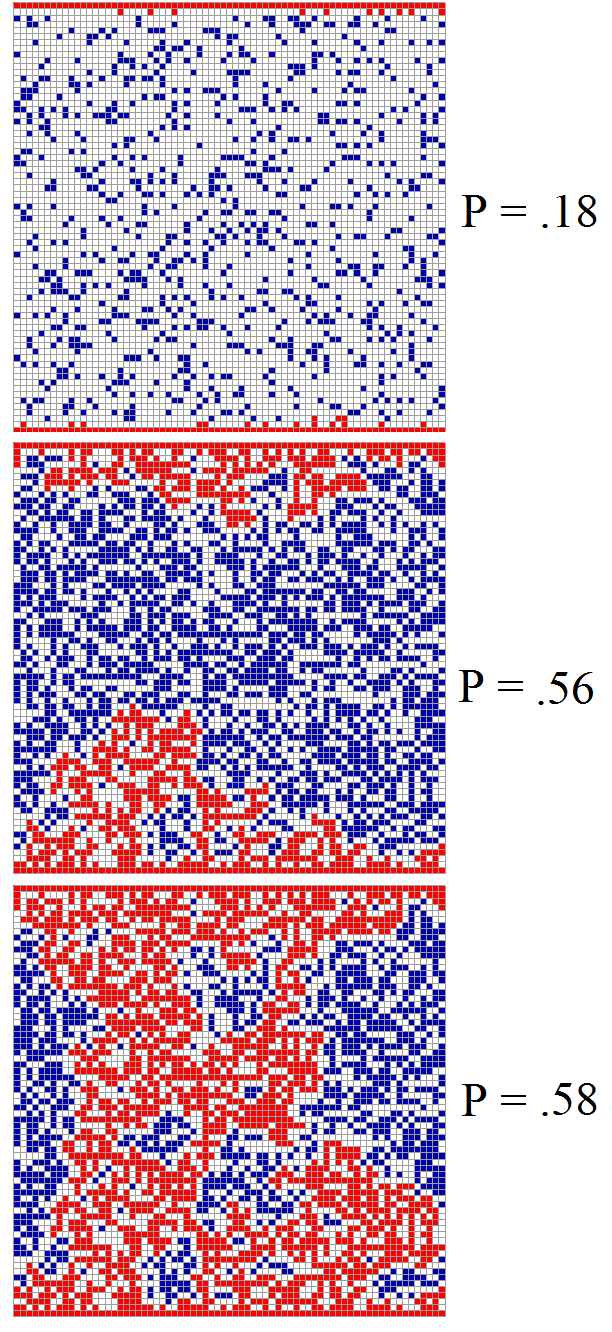 P = .18
P = .56
P = .58